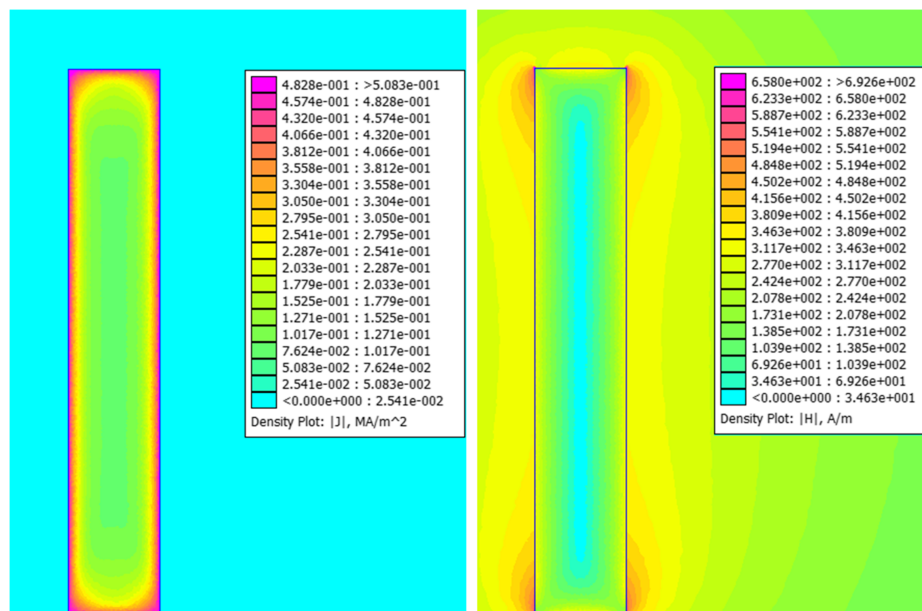 4.828e-001 : >5.083e-001
4.574e-001 : 4.828e-001
4.320e-001 : 4.574e-001
4.066e-001 : 4.320e-001
3.812e-001 : 4.066e-001
3.558e-001 : 3.812e-001
3.304e-001 : 3.558e-001
3.050e-001 : 3.304e-001
2.795e-001 : 3.050e-001
2.541e-001 : 2.795e-001
2.287e-001 : 2.541e-001
2.033e-001 : 2.287e-001
1.779e-001 : 2.033e-001
1.525e-001 : 1.779e-001
1.271e-001 : 1.525e-001
1.017e-001 : 1.271e-001
7.624e-002 : 1.017e-001
5.083e-002 : 7.624e-002
2.541e-002 : 5.083e-002
<0.000e+000 : 2.541e-002
Density Plot: |J|, MA/m^2
6.580e+002 : >6.926e+002
6.233e+002 : 6.580e+002
5.887e+002 : 6.233e+002
5.541e+002 : 5.887e+002
5.194e+002 : 5.541e+002
4.848e+002 : 5.194e+002
4.502e+002 : 4.848e+002
4.156e+002 : 4.502e+002
3.809e+002 : 4.156e+002
3.463e+002 : 3.809e+002
3.117e+002 : 3.463e+002
2.770e+002 : 3.117e+002
2.424e+002 : 2.770e+002
2.078e+002 : 2.424e+002
1.731e+002 : 2.078e+002
1.385e+002 : 1.731e+002
1.039e+002 : 1.385e+002
6.926e+001 : 1.039e+002
3.463e+001 : 6.926e+001
<0.000e+000 : 3.463e+001
Density Plot: |H|, A/m